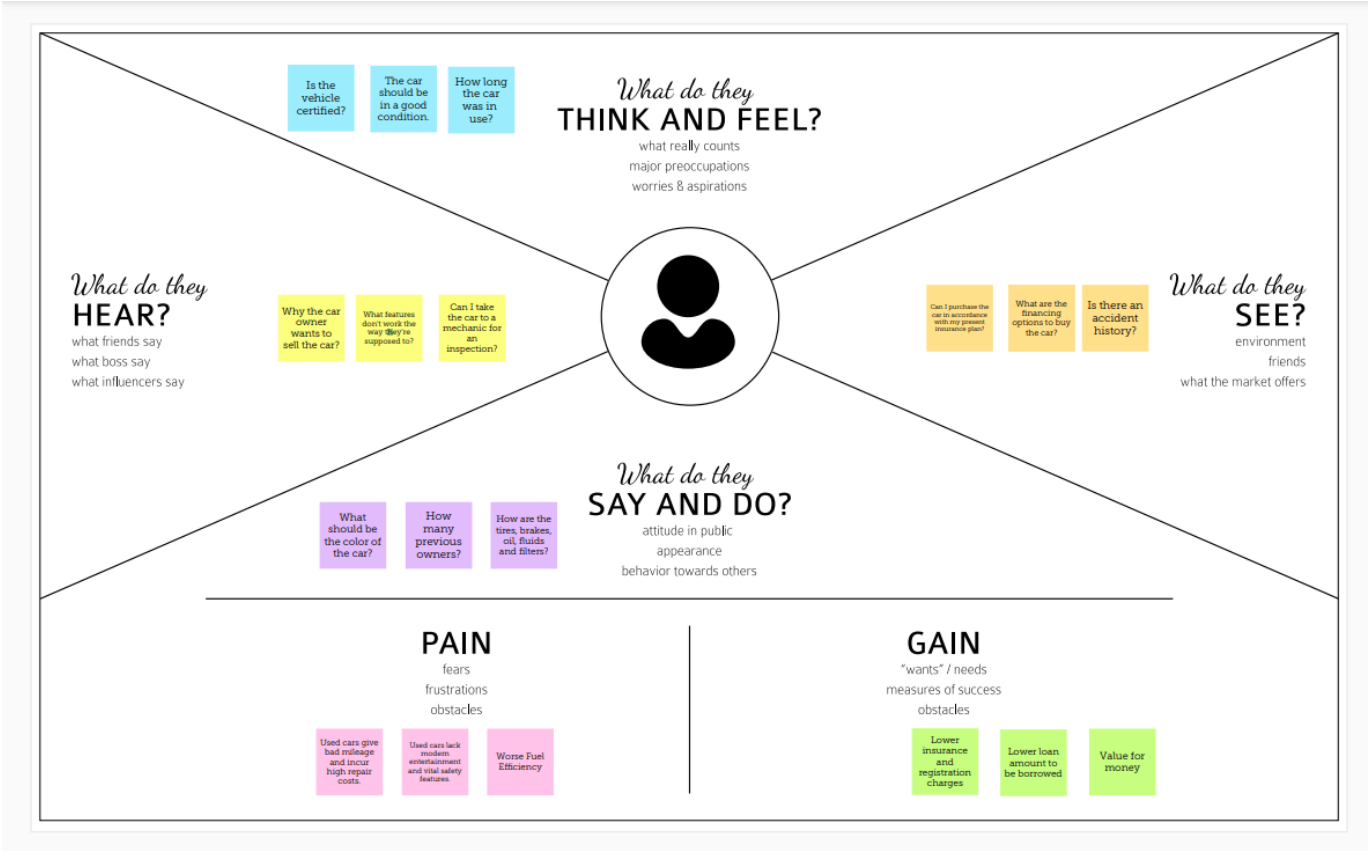 Is the
vehicle
certified?
The car
should be
in a good
condition.
How long
the car
was in
use?
What do they
THINK AND FEEL?
what really counts
major preoccupations
worries & aspirations
What do they
HEAR?
what friends say
what boss say
what influencers say
Why the car
owner
wants to
sell the car?
What features
don't work the
way they're
supposed to?
Can I take
the car to a
mechanic for
an
inspection?
Can I purchase the
car in accordance
with my present
insurance plan?
What are the
financing
options to buy
the car?
Is there an
accident
history?
What do they
SEE?
environment
friends
what the market offers
What do they
SAY AND DO?
attitude in public
appearance
behavior towards others
What
should be
the color of
the car?
How
many
previous
owners?
How are the
tires, brakes,
oil, fluids
and filters?
PAIN
fears
frustrations
obstacles
Used cars give
bad mileage
and incur
high repair
costs.
Used cars lack
modern
entertainment
and vital safety
features.
Worse Fuel
Efficiency
GAIN
"wants" / needs
measures of success
obstacles
Lower
insurance
and
registration
charges
Lower loan
amount to
be borrowed
Value for
money